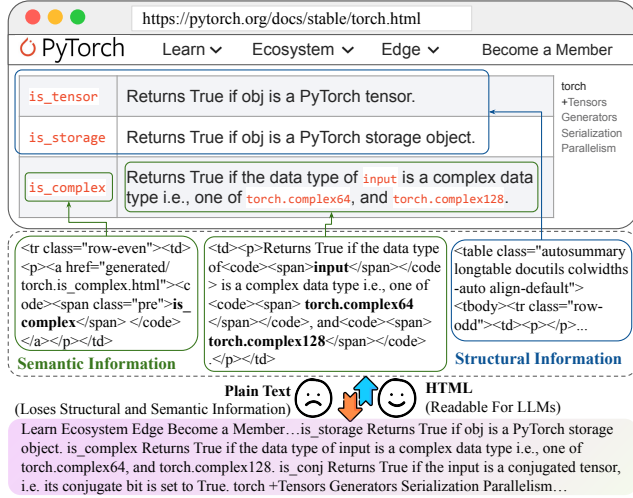 https://pytorch.org/docs/stable/torch.html
PyTorch Learn Ecosystem Edge Become a Member
is_tensor Returns True if obj is a PyTorch tensor.
is_storage Returns True if obj is a PyTorch storage object.
is_complex Returns True if the data type of input is a complex data
type i.e., one of torch.complex64, and torch.complex128.
torch
+Tensors
Generators
Serialization
Parallelism
<tr class="row-even"><td>
<p><a href="generated/
torch.is_complex.html"><c
ode><span class="pre">is_
complex</span> </code>
</a></p></td>
Semantic Information
<td><p>Returns True if the data type
of<code><span>input</span></code
> is a complex data type i.e., one of
<code><span> torch.complex64
</span></code>, and<code><span>
torch.complex128</span></code>
.</p></td>
<table class="autosummary
longtable docutils colwidths
-auto align-default">
<tbody><tr class="row-
odd"><td><p></p>...
Structural Information
Plain Text
(Loses Structural and Semantic Information)
HTML
(Readable For LLMs)
Learn Ecosystem Edge Become a Member…is_storage Returns True if obj is a PyTorch storage
object. is_complex Returns True if the data type of input is a complex data type i.e., one of
torch.complex64, and torch.complex128. is_conj Returns True if the input is a conjugated tensor,
i.e. its conjugate bit is set to True. torch +Tensors Generators Serialization Parallelism…